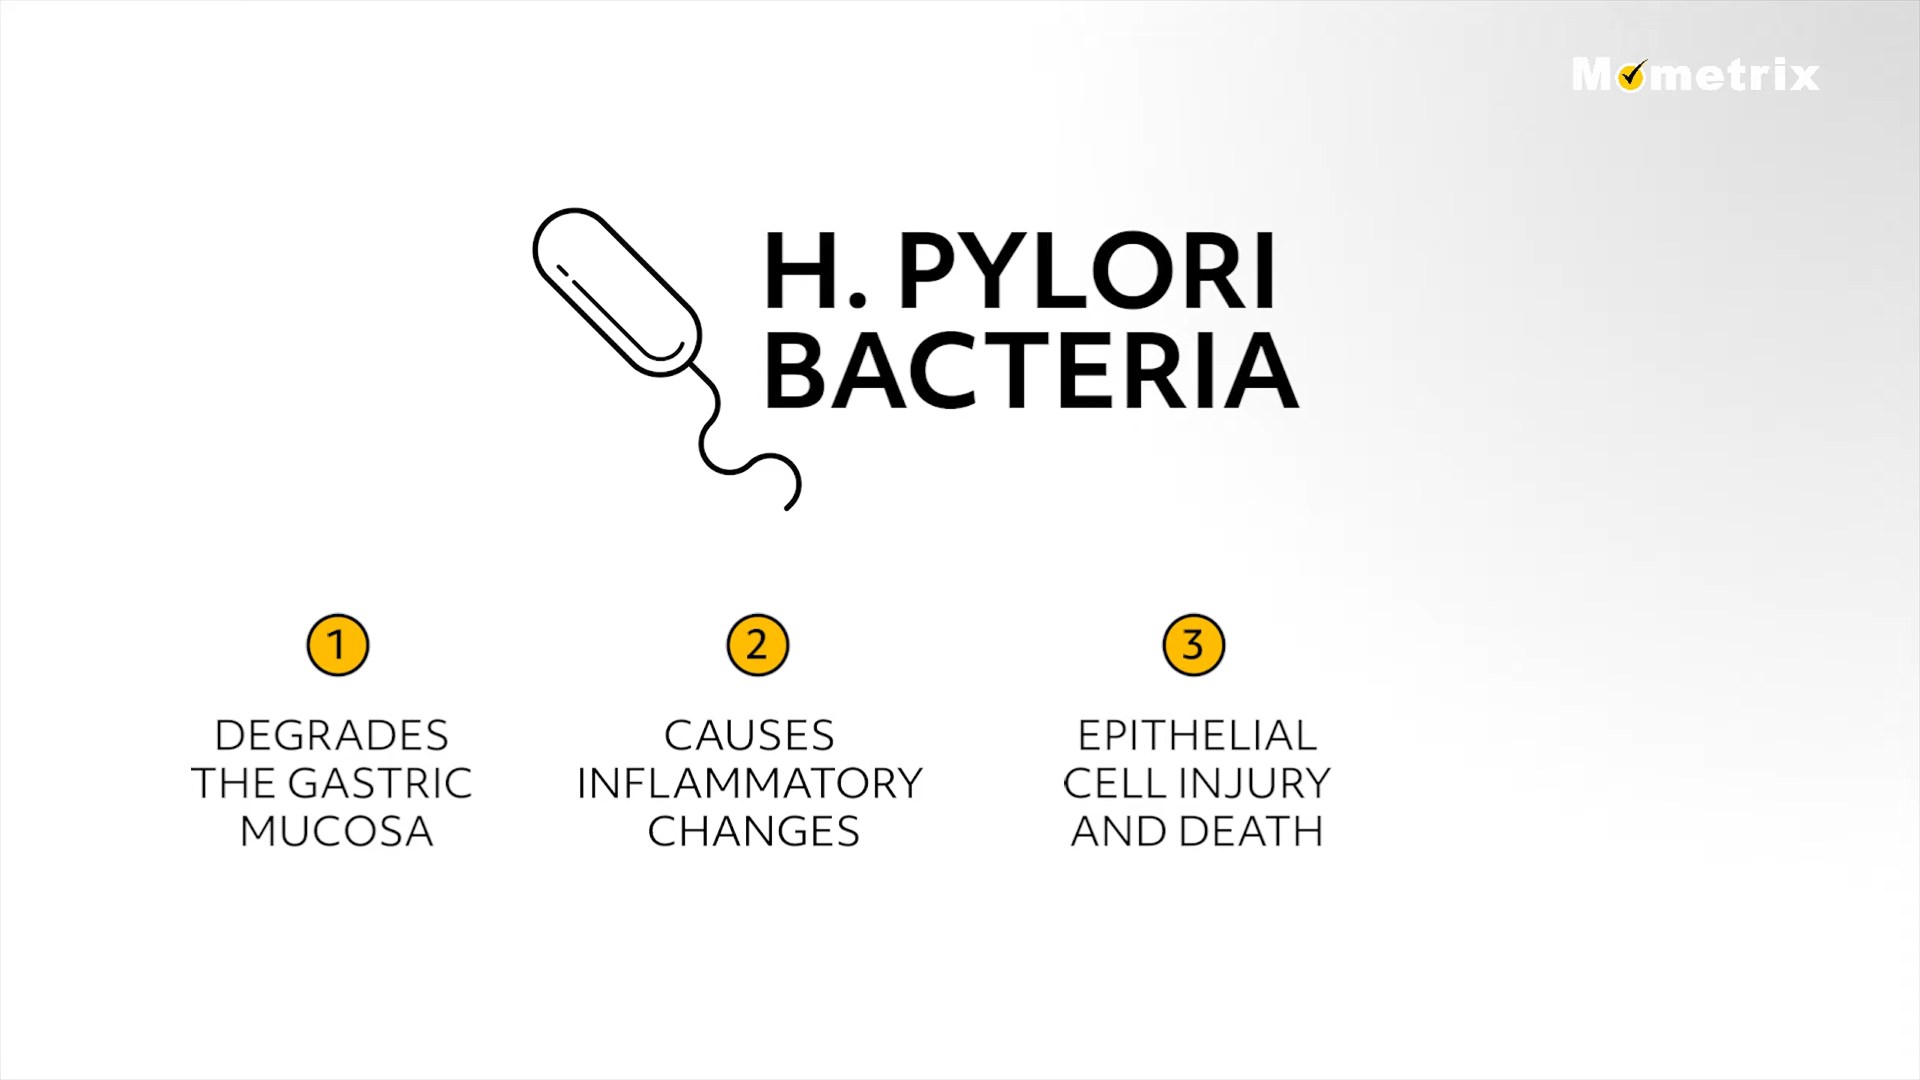 Mometrix
H. PYLORI
BACTERIA
1
DEGRADES
THE GASTRIC
MUCOSA
2
CAUSES
INFLAMMATORY
CHANGES
3
EPITHELIAL
CELL INJURY
AND DEATH